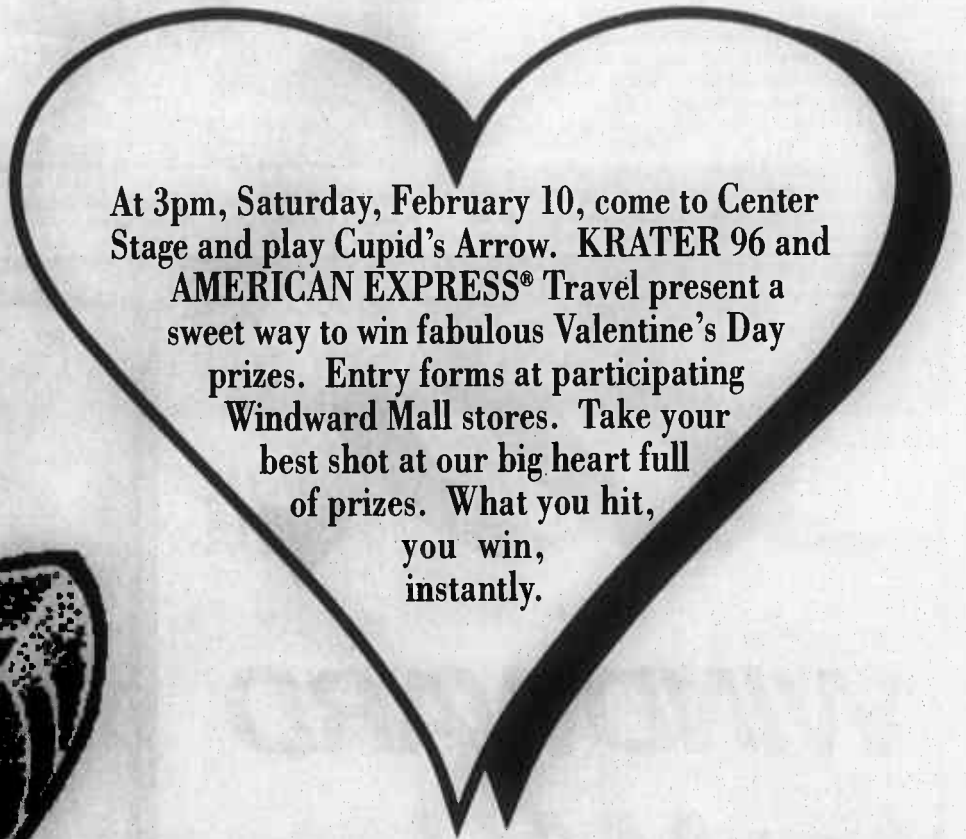 At 3pm, Saturday, February 10, come to Center
Stage and play Cupid's Arrow. KRATER 96 and
AMERICAN EXPRESS® Travel present a
sweet way to win fabulous Valentine's Day
prizes. Entry forms at participating
Windward Mall stores. Take your
best shot at our big heart full
of prizes. What you hit,
you win,
instantly.